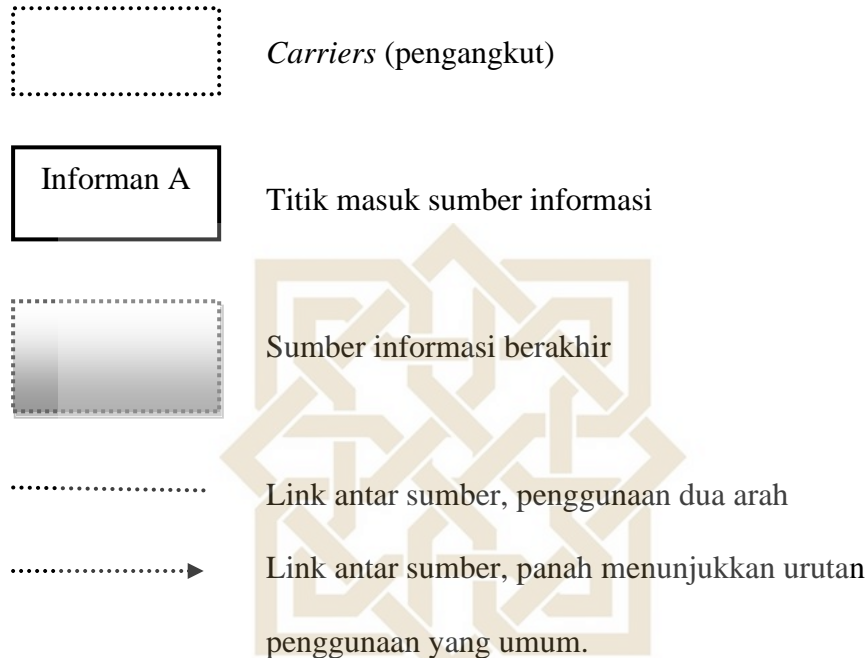 Carriers (pengangkut)
Informan A
Titik masuk sumber informasi
Sumber informasi berakhir
Link antar sumber, penggunaan dua arah
Link antar sumber, panah menunjukkan urutan
penggunaan yang umum.